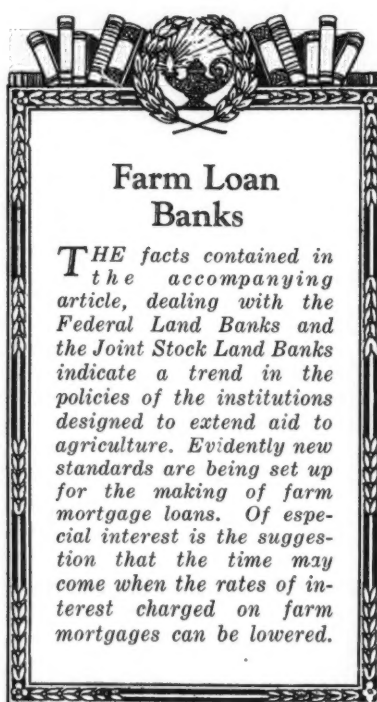 Farm Loan
Banks
THE facts contained in
the accompanying
article, dealing with the
Federal Land Banks and
the Joint Stock Land Banks
indicate a trend in the
policies of the institutions
designed to extend aid to
agriculture. Evidently new
standards are being set up
for the making of farm
mortgage loans. Of espe-
cial interest is the sugges-
tion that the time may
come when the rates of in-
terest charged on farm
mortgages can be lowered.